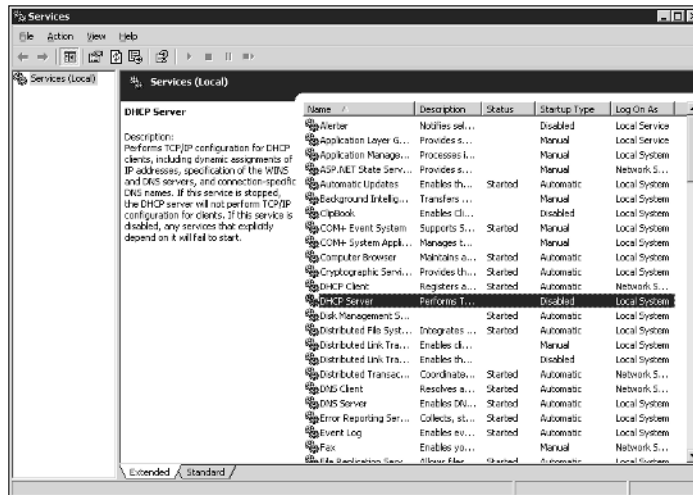 Services
File Action View Help
Services (Local)
Services (Local)
DHCP Server
Description:
Performs TCP/IP configuration for DHCP
clients, including dynamic assignments of
IP addresses, specification of the WINS
and DNS servers, and connection-specific
DNS names. If this service is stopped,
the DHCP server will not perform TCP/IP
configuration for clients. If this service is
disabled, any services that explicitly
depend on it will fail to start.
Name Description Status Startup Type Log On As
Alerter Notifies sel... Disabled Local Service
Application Layer G... Provides s... Manual Local Service
Application Manage... Processes i... Manual Local System
ASP.NET State Serv... Provides s... Manual Network S...
Automatic Updates Enables th... Started Automatic Local System
Background Intellig... Transfers ... Manual Local System
ClipBook Enables Cli... Disabled Local System
COM+ Event System Supports S... Started Manual Local System
COM+ System Appli... Manages t... Manual Local System
Computer Browser Maintains a... Started Automatic Local System
Cryptographic Servi... Provides th... Started Automatic Local System
DHCP Client Registers a... Started Automatic Network S...
DHCP Server Performs T... Disabled Local System
Disk Management S... Started Automatic Local System
Distributed File Syst... Integrates ... Started Automatic Local System
Distributed Link Tra... Enables cli... Manual Local System
Distributed Link Tra... Enables th... Disabled Local System
Distributed Transac... Coordinate... Started Automatic Network S...
DNS Client Resolves a... Started Automatic Network S...
DNS Server Enables DN... Started Automatic Local System
Error Reporting Ser... Collects, st... Started Automatic Local System
Event Log Enables ev... Started Automatic Local System
Fax Enables yo... Manual Network S...
File Replication Serv... Allows files ... Started Automatic Local System
Extended Standard